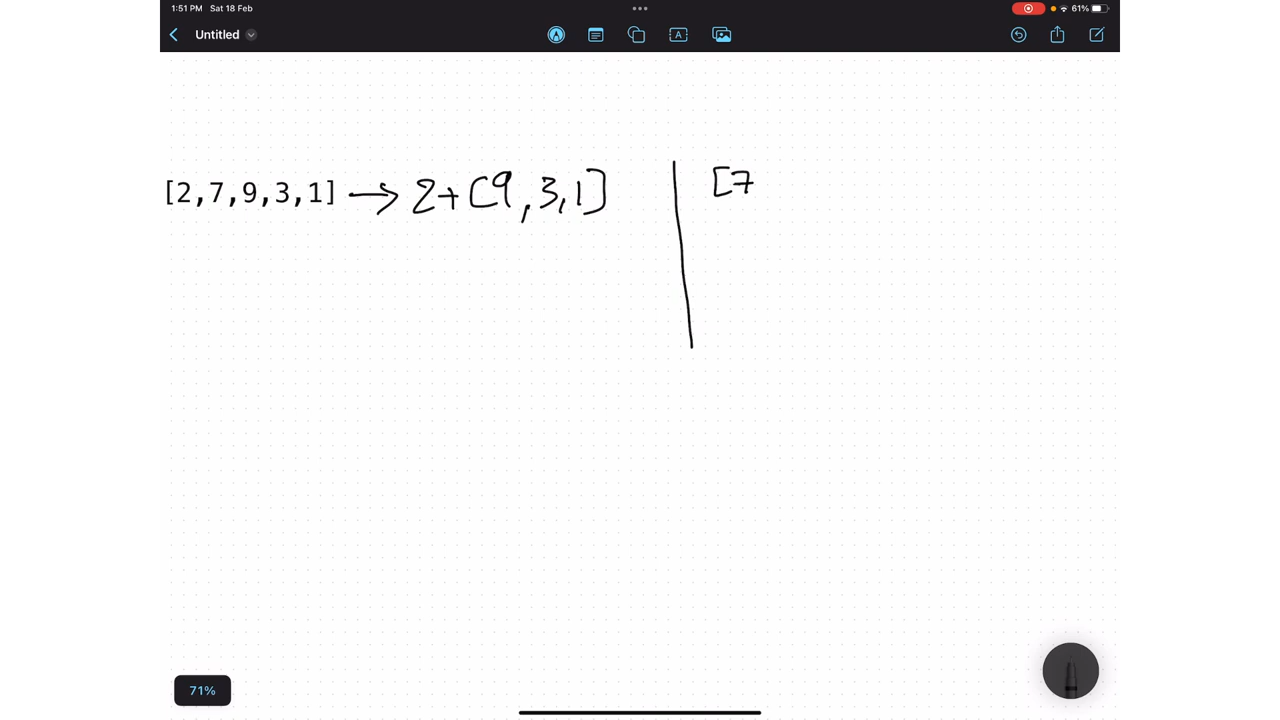 1:51 PM Sat 18 Feb 61%
Untitled A
[2,7,9,3,1] → 2+[9,3,1] | [7
71%